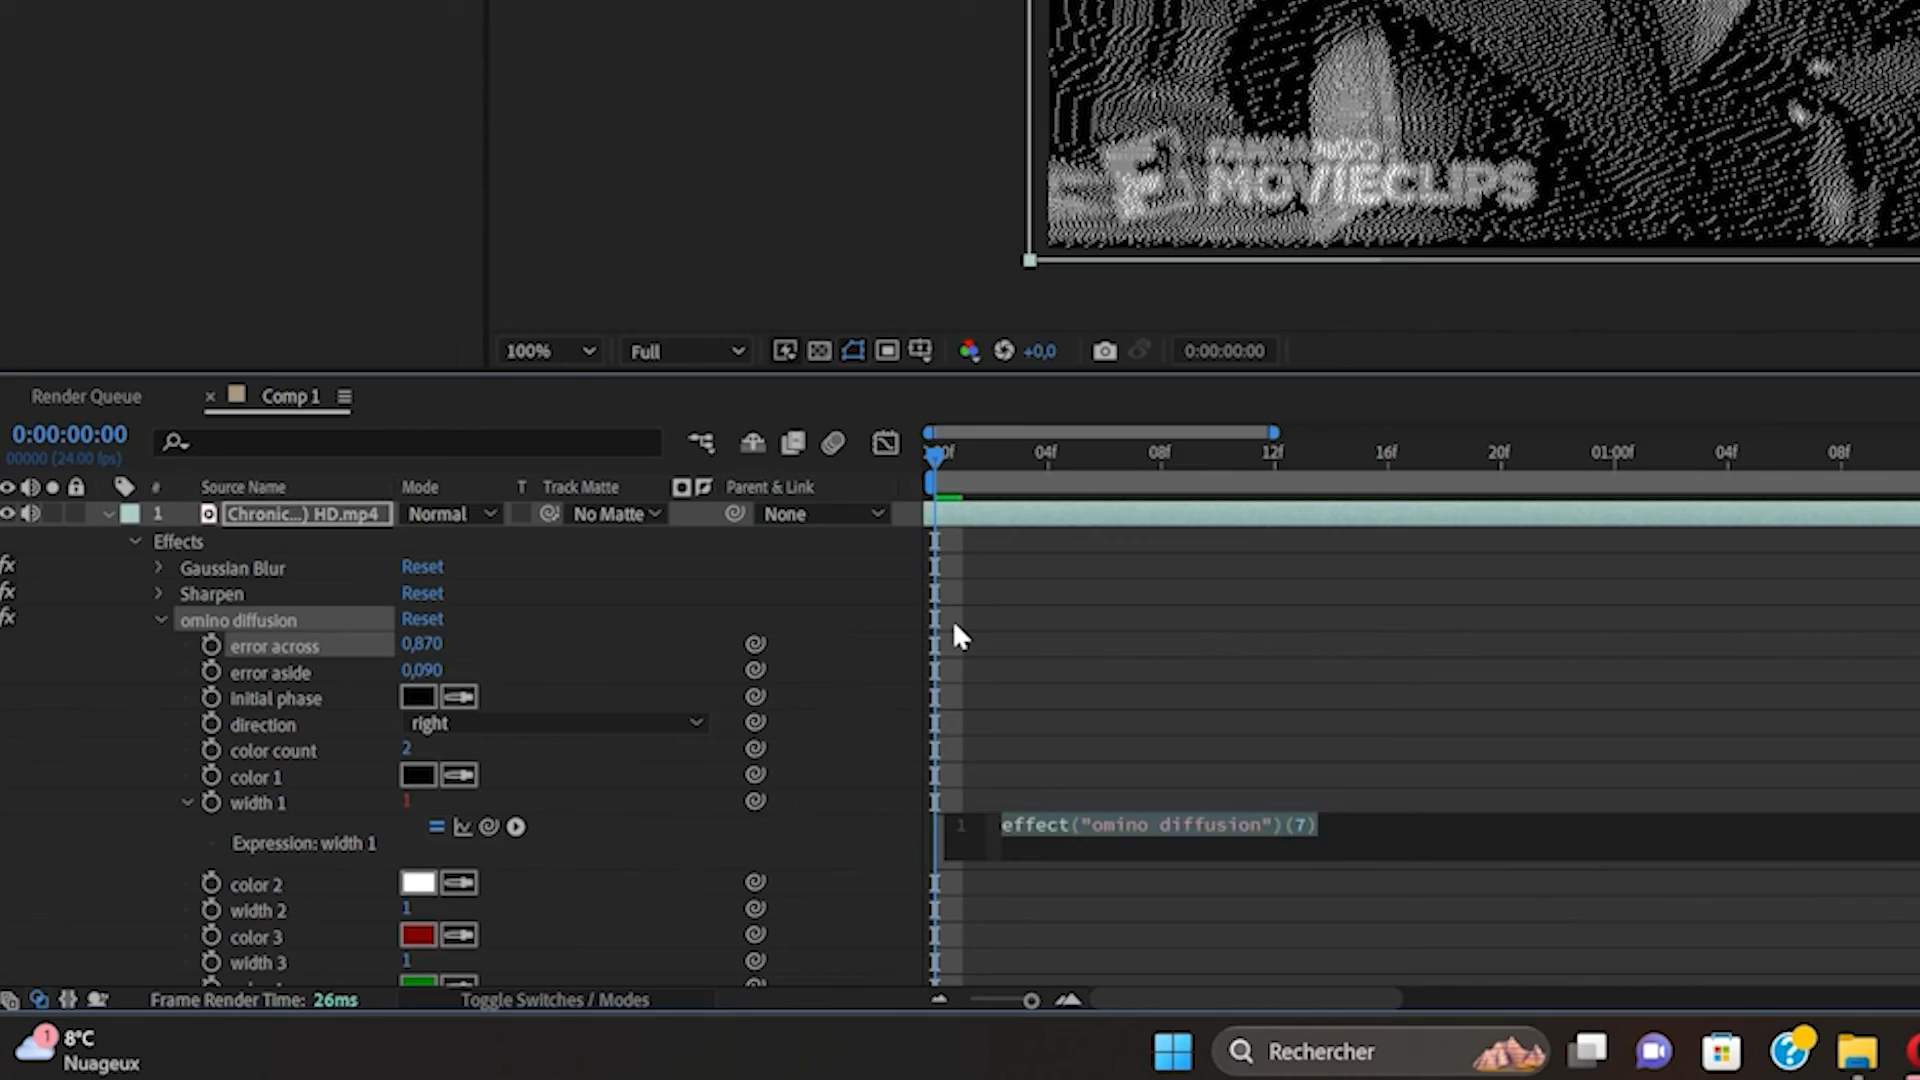 FANDANGO
MOVIECLIPS
100% Full +0,0 0:00:00:00
Render Queue × Comp 1
0:00:00:00
00000 (24.00 fps)
00f 04f 08f 12f 16f 20f 01:00f 04f 08f
# Source Name Mode T Track Matte Parent & Link
1 Chronic...) HD.mp4 Normal No Matte None
Effects
fx Gaussian Blur Reset
fx Sharpen Reset
fx omino diffusion Reset
error across 0,870
error aside 0,090
initial phase
direction right
color count 2
color 1
width 1 1
1 effect("omino diffusion")(7)
Expression: width 1
color 2
width 2 1
color 3
width 3 1
Frame Render Time: 26ms Toggle Switches / Modes
1 8°C
Nuageux
Rechercher